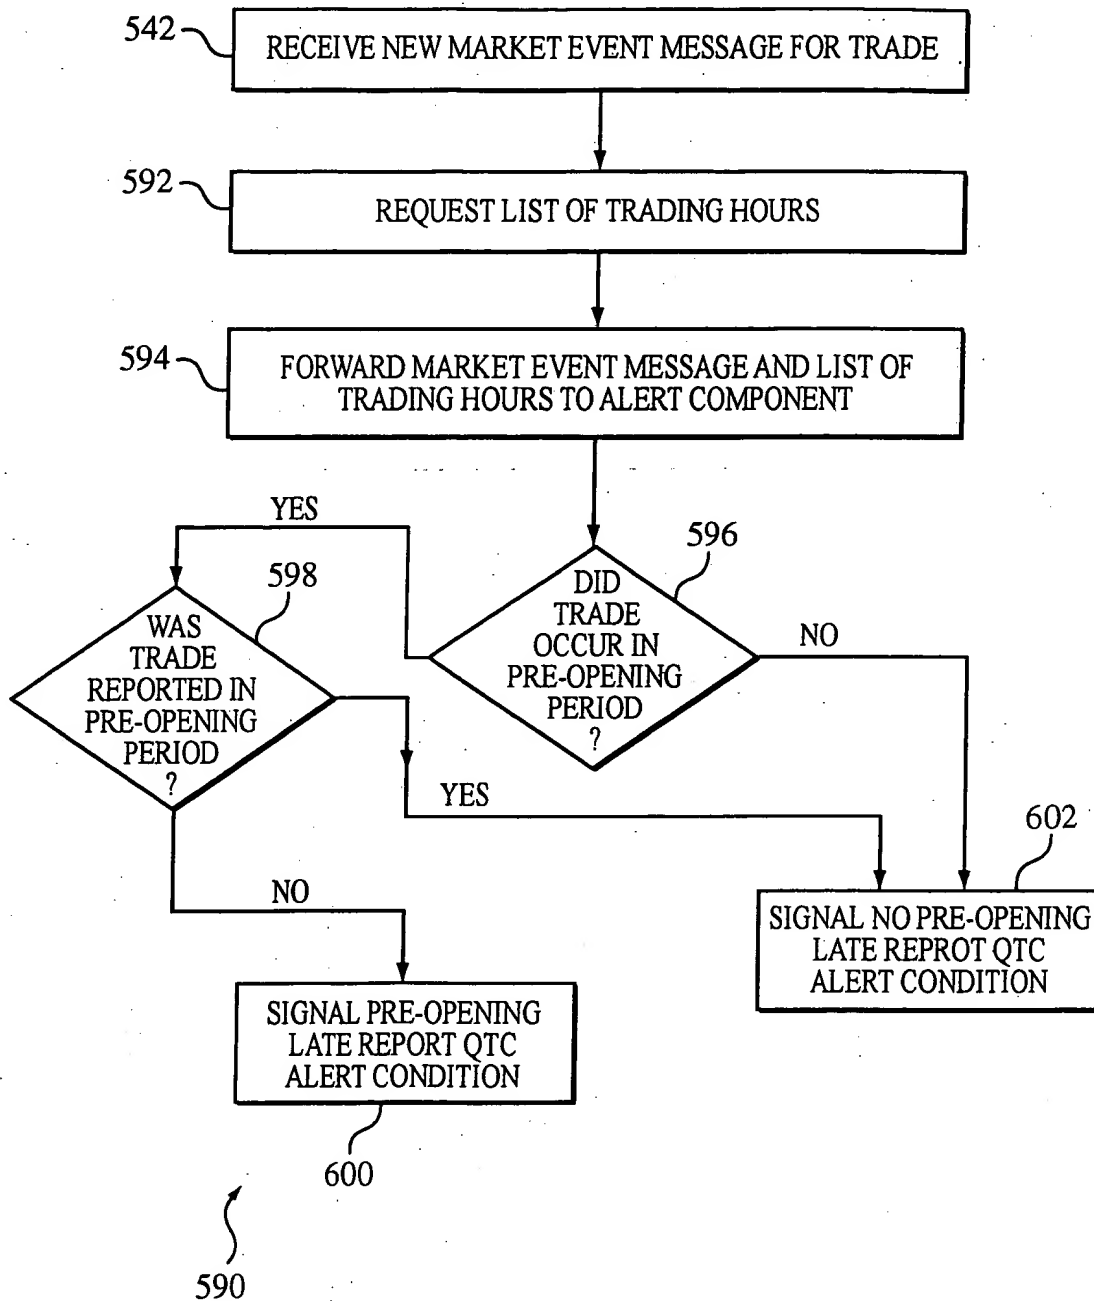 542
RECEIVE NEW MARKET EVENT MESSAGE FOR TRADE
592
REQUEST LIST OF TRADING HOURS
594
FORWARD MARKET EVENT MESSAGE AND LIST OF
TRADING HOURS TO ALERT COMPONENT
YES
596
DID
TRADE
OCCUR IN
PRE-OPENING
PERIOD
?
NO
598
WAS
TRADE
REPORTED IN
PRE-OPENING
PERIOD
?
YES
NO
602
SIGNAL NO PRE-OPENING
LATE REPROT QTC
ALERT CONDITION
SIGNAL PRE-OPENING
LATE REPORT QTC
ALERT CONDITION
600
590